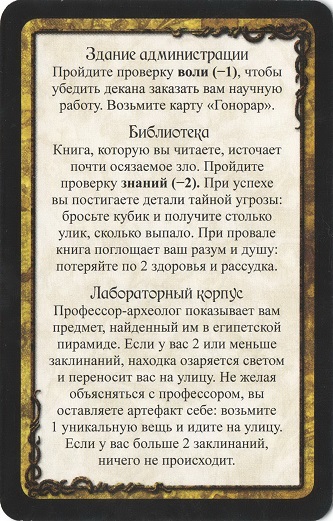 Здание администрации
Пройдите проверку воли (−1), чтобы
убедить декана заказать вам научную
работу. Возьмите карту «Гонорар».
Библиотека
Книга, которую вы читаете, источает
почти осязаемое зло. Пройдите
проверку знаний (−2). При успехе
вы постигаете детали тайной угрозы:
бросьте кубик и получите столько
улик, сколько выпало. При провале
книга поглощает ваш разум и душу:
потеряйте по 2 здоровья и рассудка.
Лабораторный корпус
Профессор-археолог показывает вам
предмет, найденный им в египетской
пирамиде. Если у вас 2 или меньше
заклинаний, находка озаряется светом
и переносит вас на улицу. Не желая
объясняться с профессором, вы
оставляете артефакт себе: возьмите
1 уникальную вещь и идите на улицу.
Если у вас больше 2 заклинаний,
ничего не происходит.